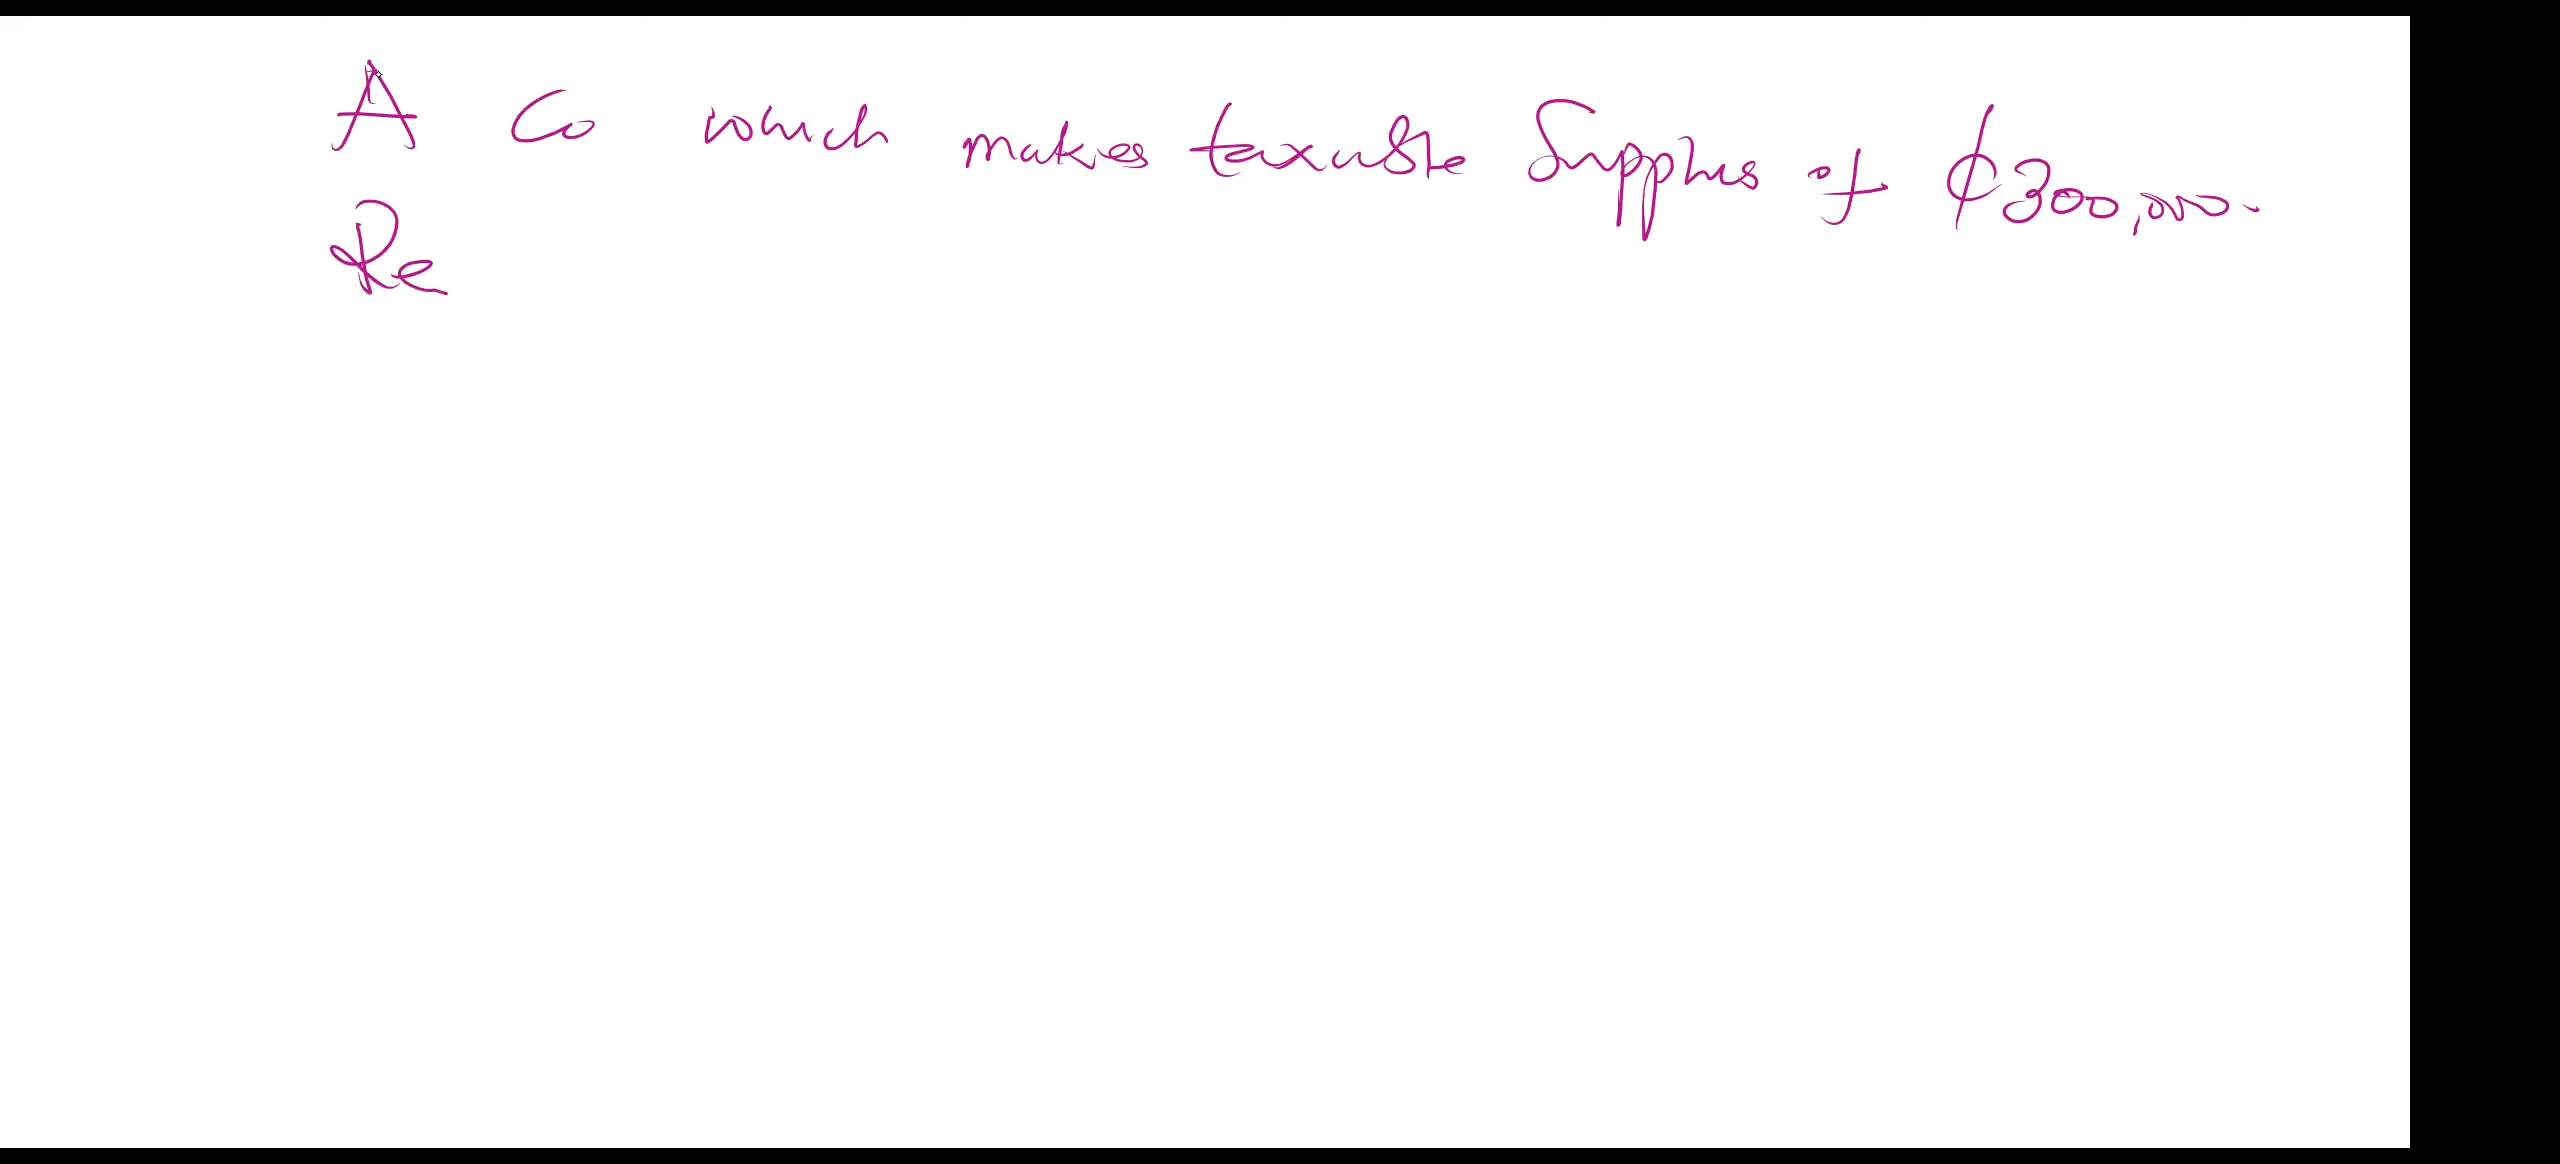 A Co which makes taxable Supplies of ₵300,000.
Re